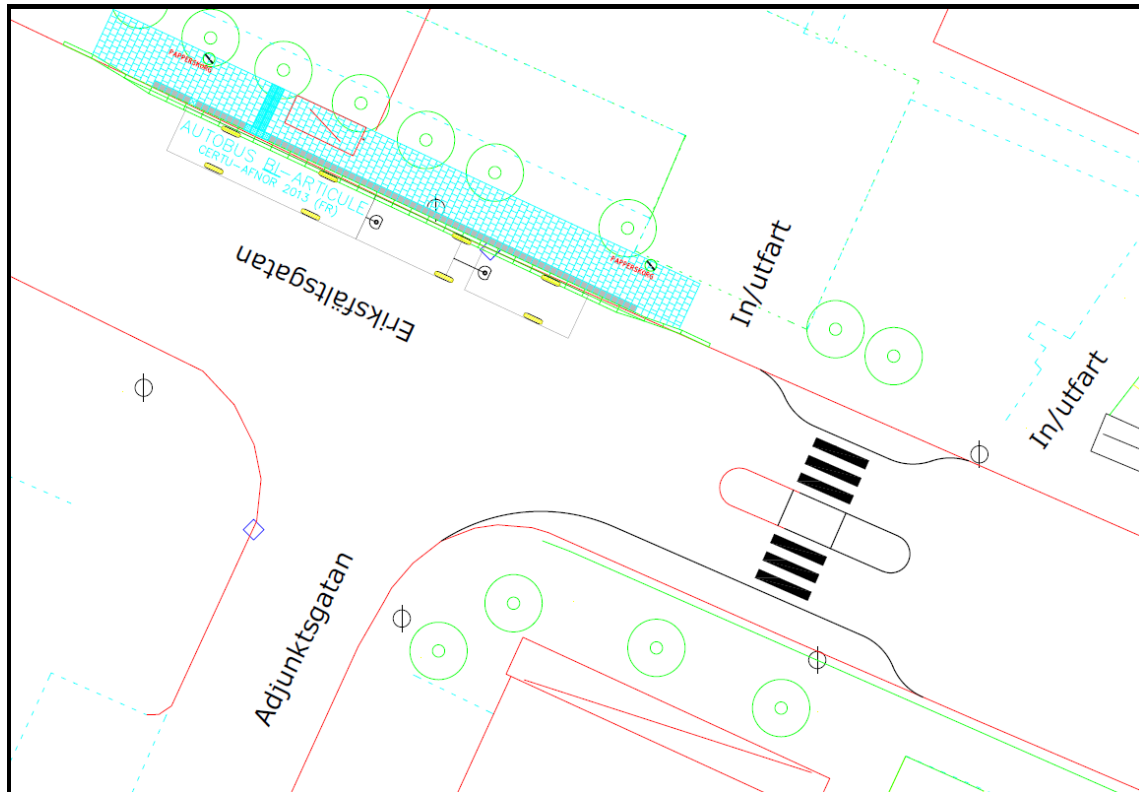 PAPPERSKORG
AUTOBUS BI-ARTICULE
CERTU-AFNOR 2013 (FR)
Eriksfältsgatan
PAPPERSKORG
In/utfart
In/utfart
Adjunktsgatan